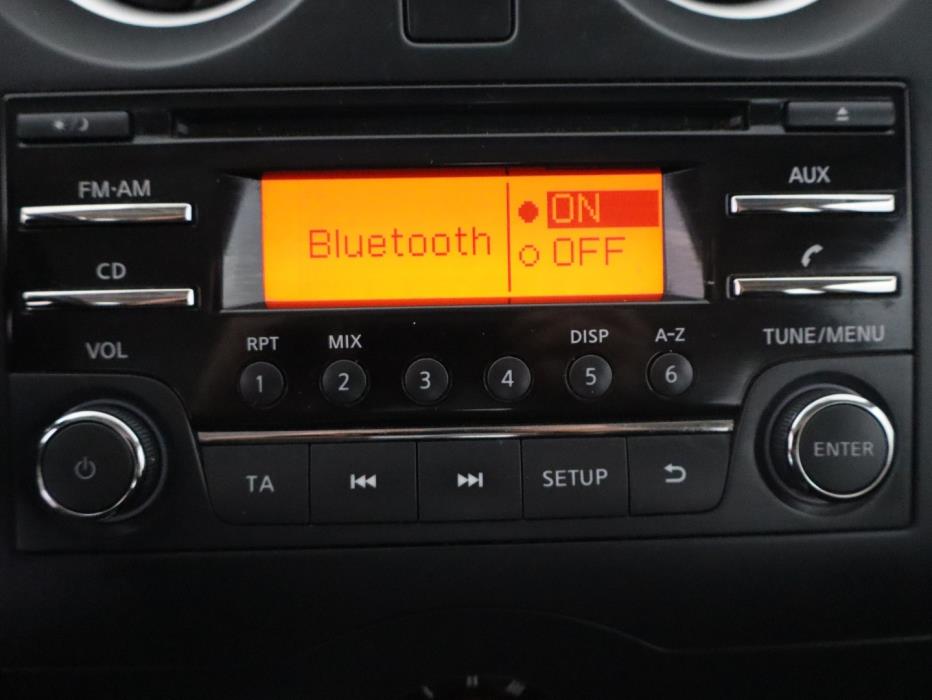 FM·AM
AUX
ON
Bluetooth
OFF
CD
VOL
RPT
MIX
DISP
A-Z
TUNE/MENU
1
2
3
4
5
6
TA
SETUP
ENTER